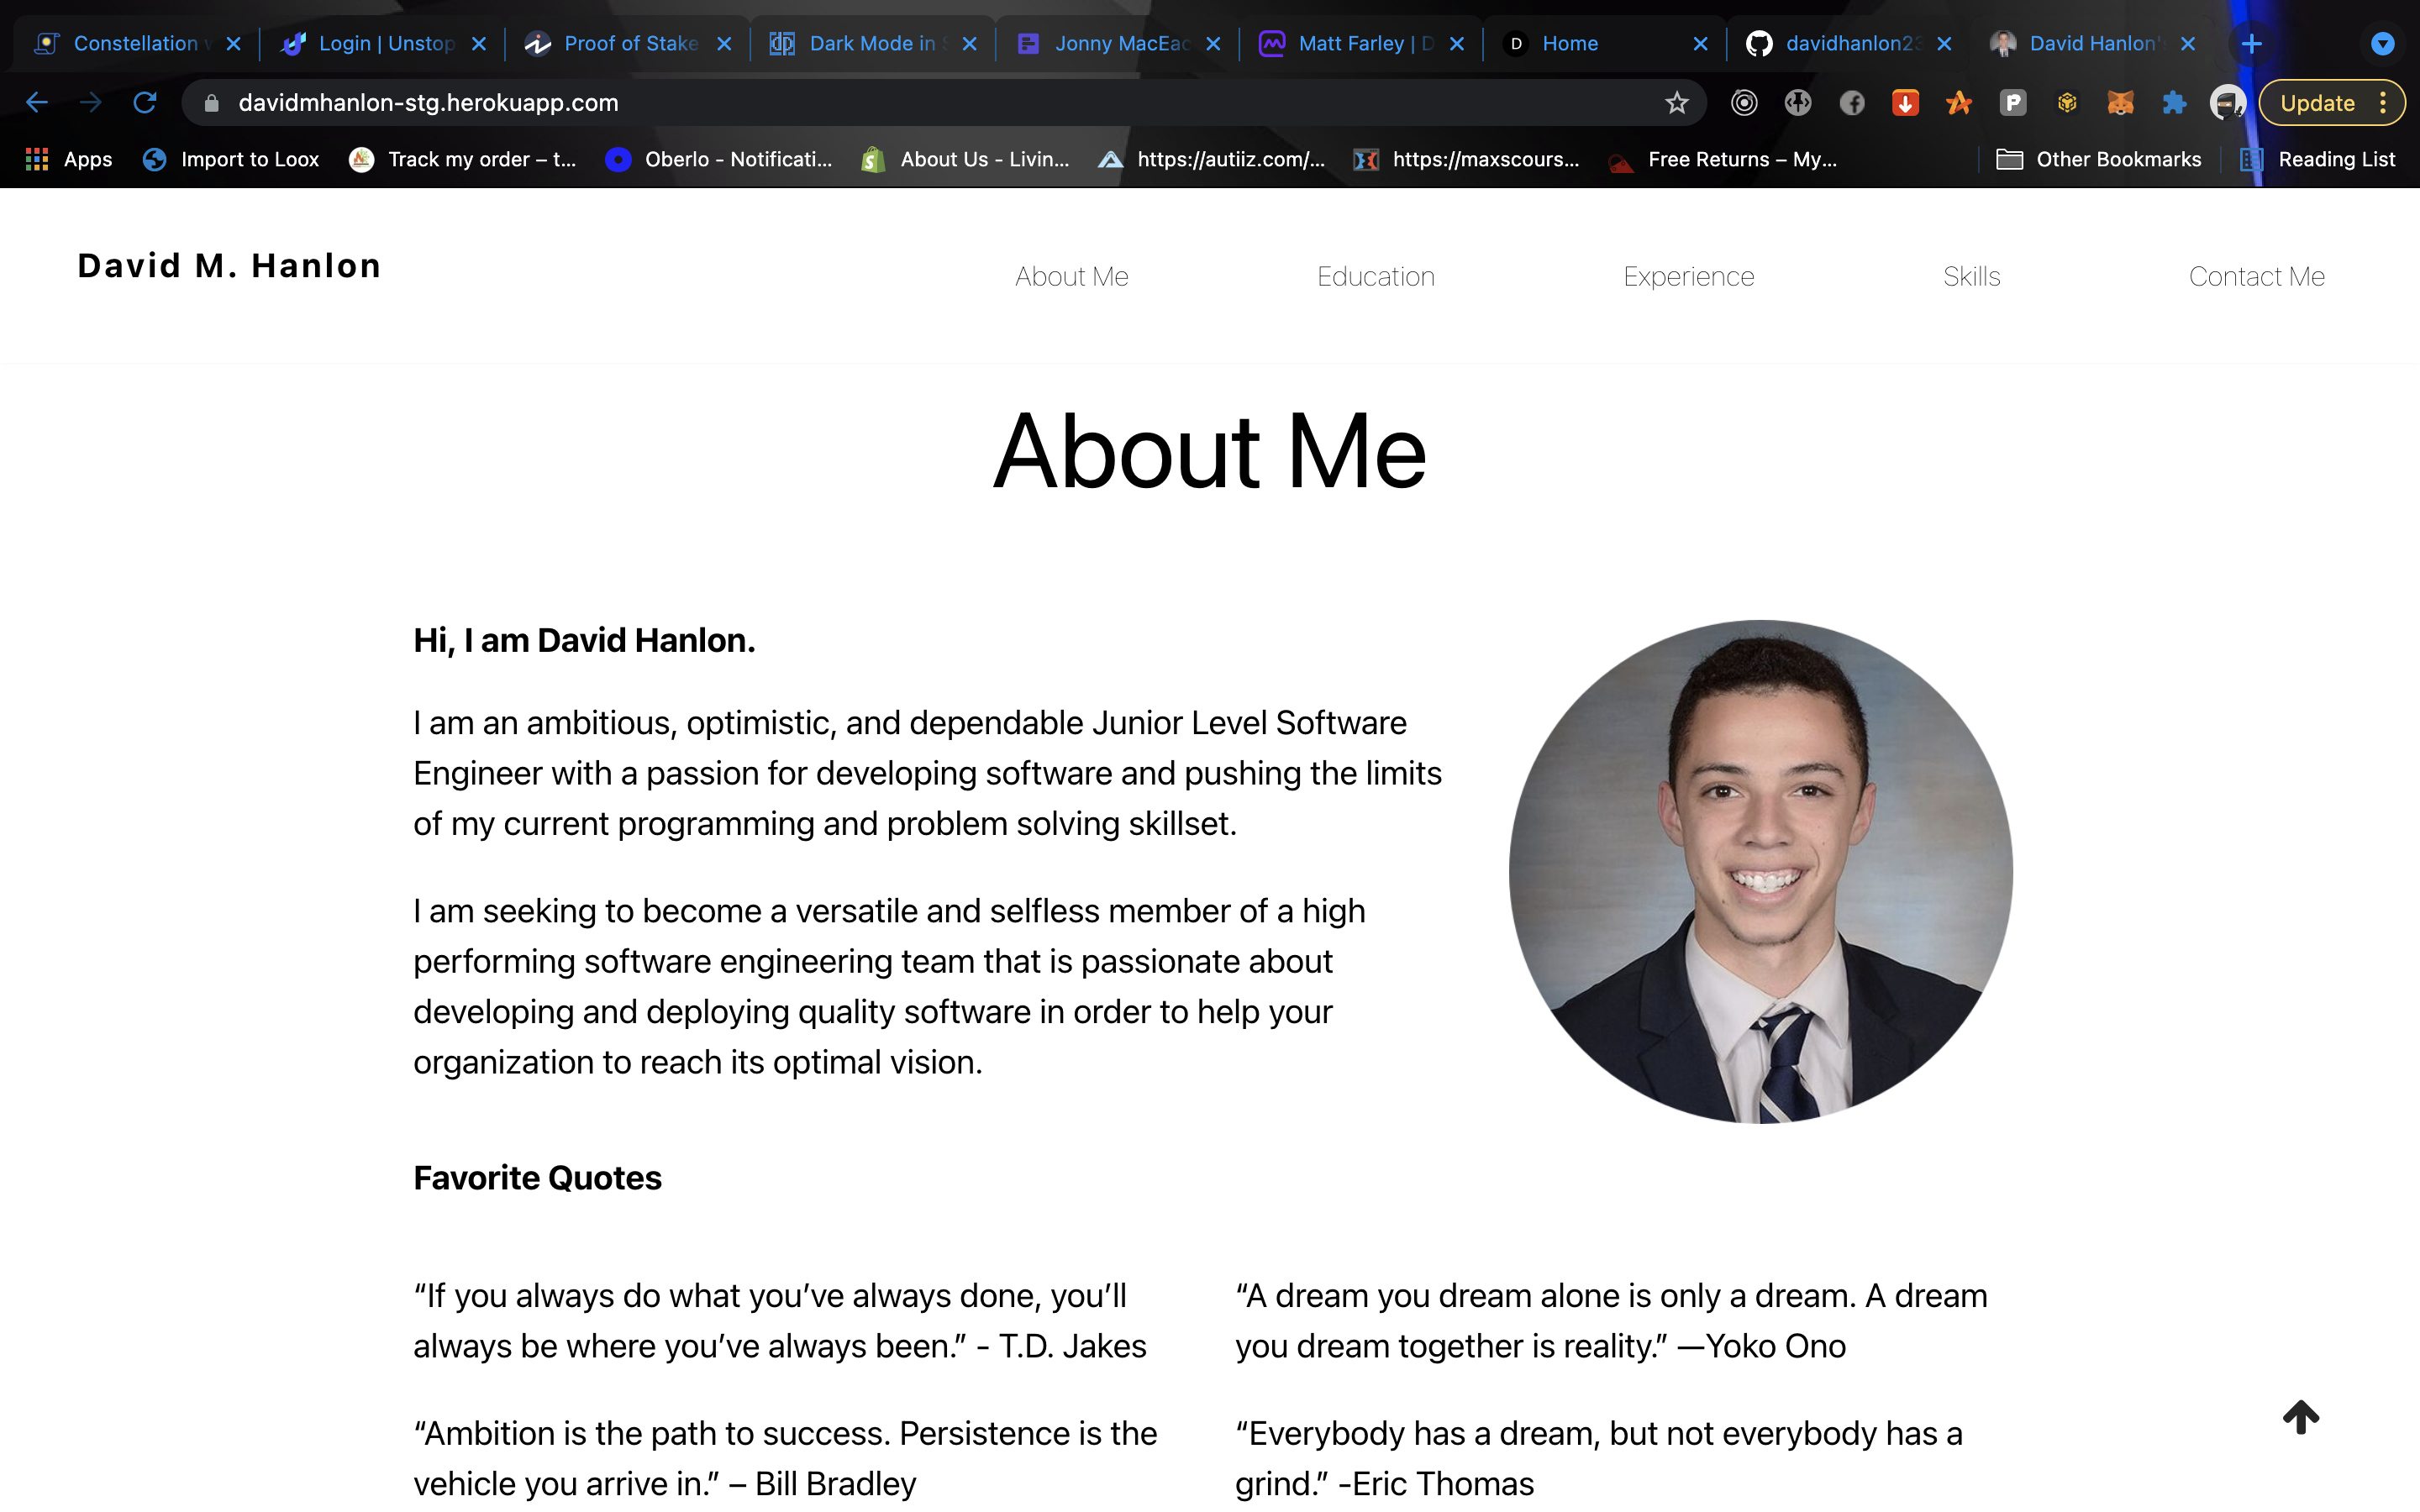 Constellation
Login | Unstop
Proof of Stake
Dark Mode in
Jonny MacEac
Matt Farley | D
D Home
davidhanlon23
David Hanlon's
davidmhanlon-stg.herokuapp.com
Update
Apps
Import to Loox
Track my order – t...
Oberlo - Notificati...
About Us - Livin...
https://autiiz.com/...
https://maxscours...
Free Returns – My...
Other Bookmarks
Reading List
David M. Hanlon
About Me
Education
Experience
Skills
Contact Me
About Me
Hi, I am David Hanlon.
I am an ambitious, optimistic, and dependable Junior Level Software
Engineer with a passion for developing software and pushing the limits
of my current programming and problem solving skillset.
I am seeking to become a versatile and selfless member of a high
performing software engineering team that is passionate about
developing and deploying quality software in order to help your
organization to reach its optimal vision.
Favorite Quotes
“If you always do what you’ve always done, you’ll
always be where you’ve always been.” - T.D. Jakes
“Ambition is the path to success. Persistence is the
vehicle you arrive in.” – Bill Bradley
“A dream you dream alone is only a dream. A dream
you dream together is reality.” —Yoko Ono
“Everybody has a dream, but not everybody has a
grind.” -Eric Thomas